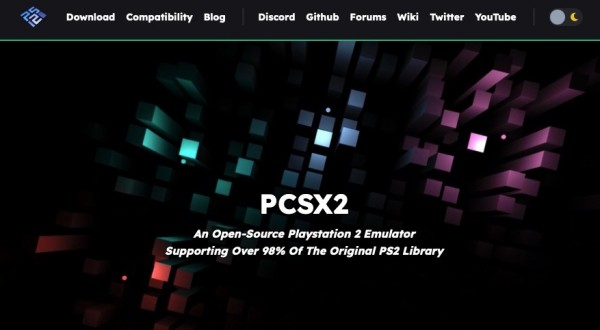 Download Compatibility Blog Discord Github Forums Wiki Twitter YouTube
PCSX2
An Open-Source Playstation 2 Emulator
Supporting Over 98% Of The Original PS2 Library